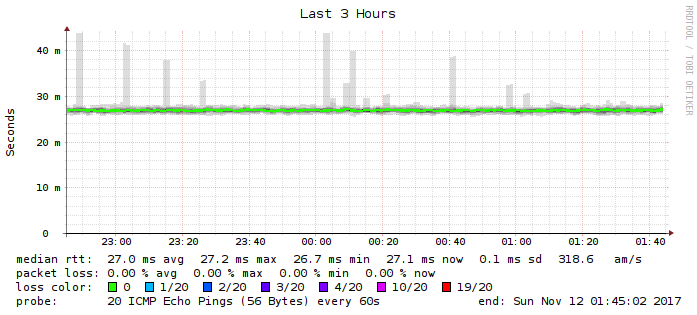 Last 3 Hours
RRDTOOL / TOBI OETIKER
Seconds
40 m
30 m
20 m
10 m
0
23:00 23:20 23:40 00:00 00:20 00:40 01:00 01:20 01:40
median rtt: 27.0 ms avg 27.2 ms max 26.7 ms min 27.1 ms now 0.1 ms sd 318.6 am/s
packet loss: 0.00 % avg 0.00 % max 0.00 % min 0.00 % now
loss color: 0 1/20 2/20 3/20 4/20 10/20 19/20
probe: 20 ICMP Echo Pings (56 Bytes) every 60s end: Sun Nov 12 01:45:02 2017